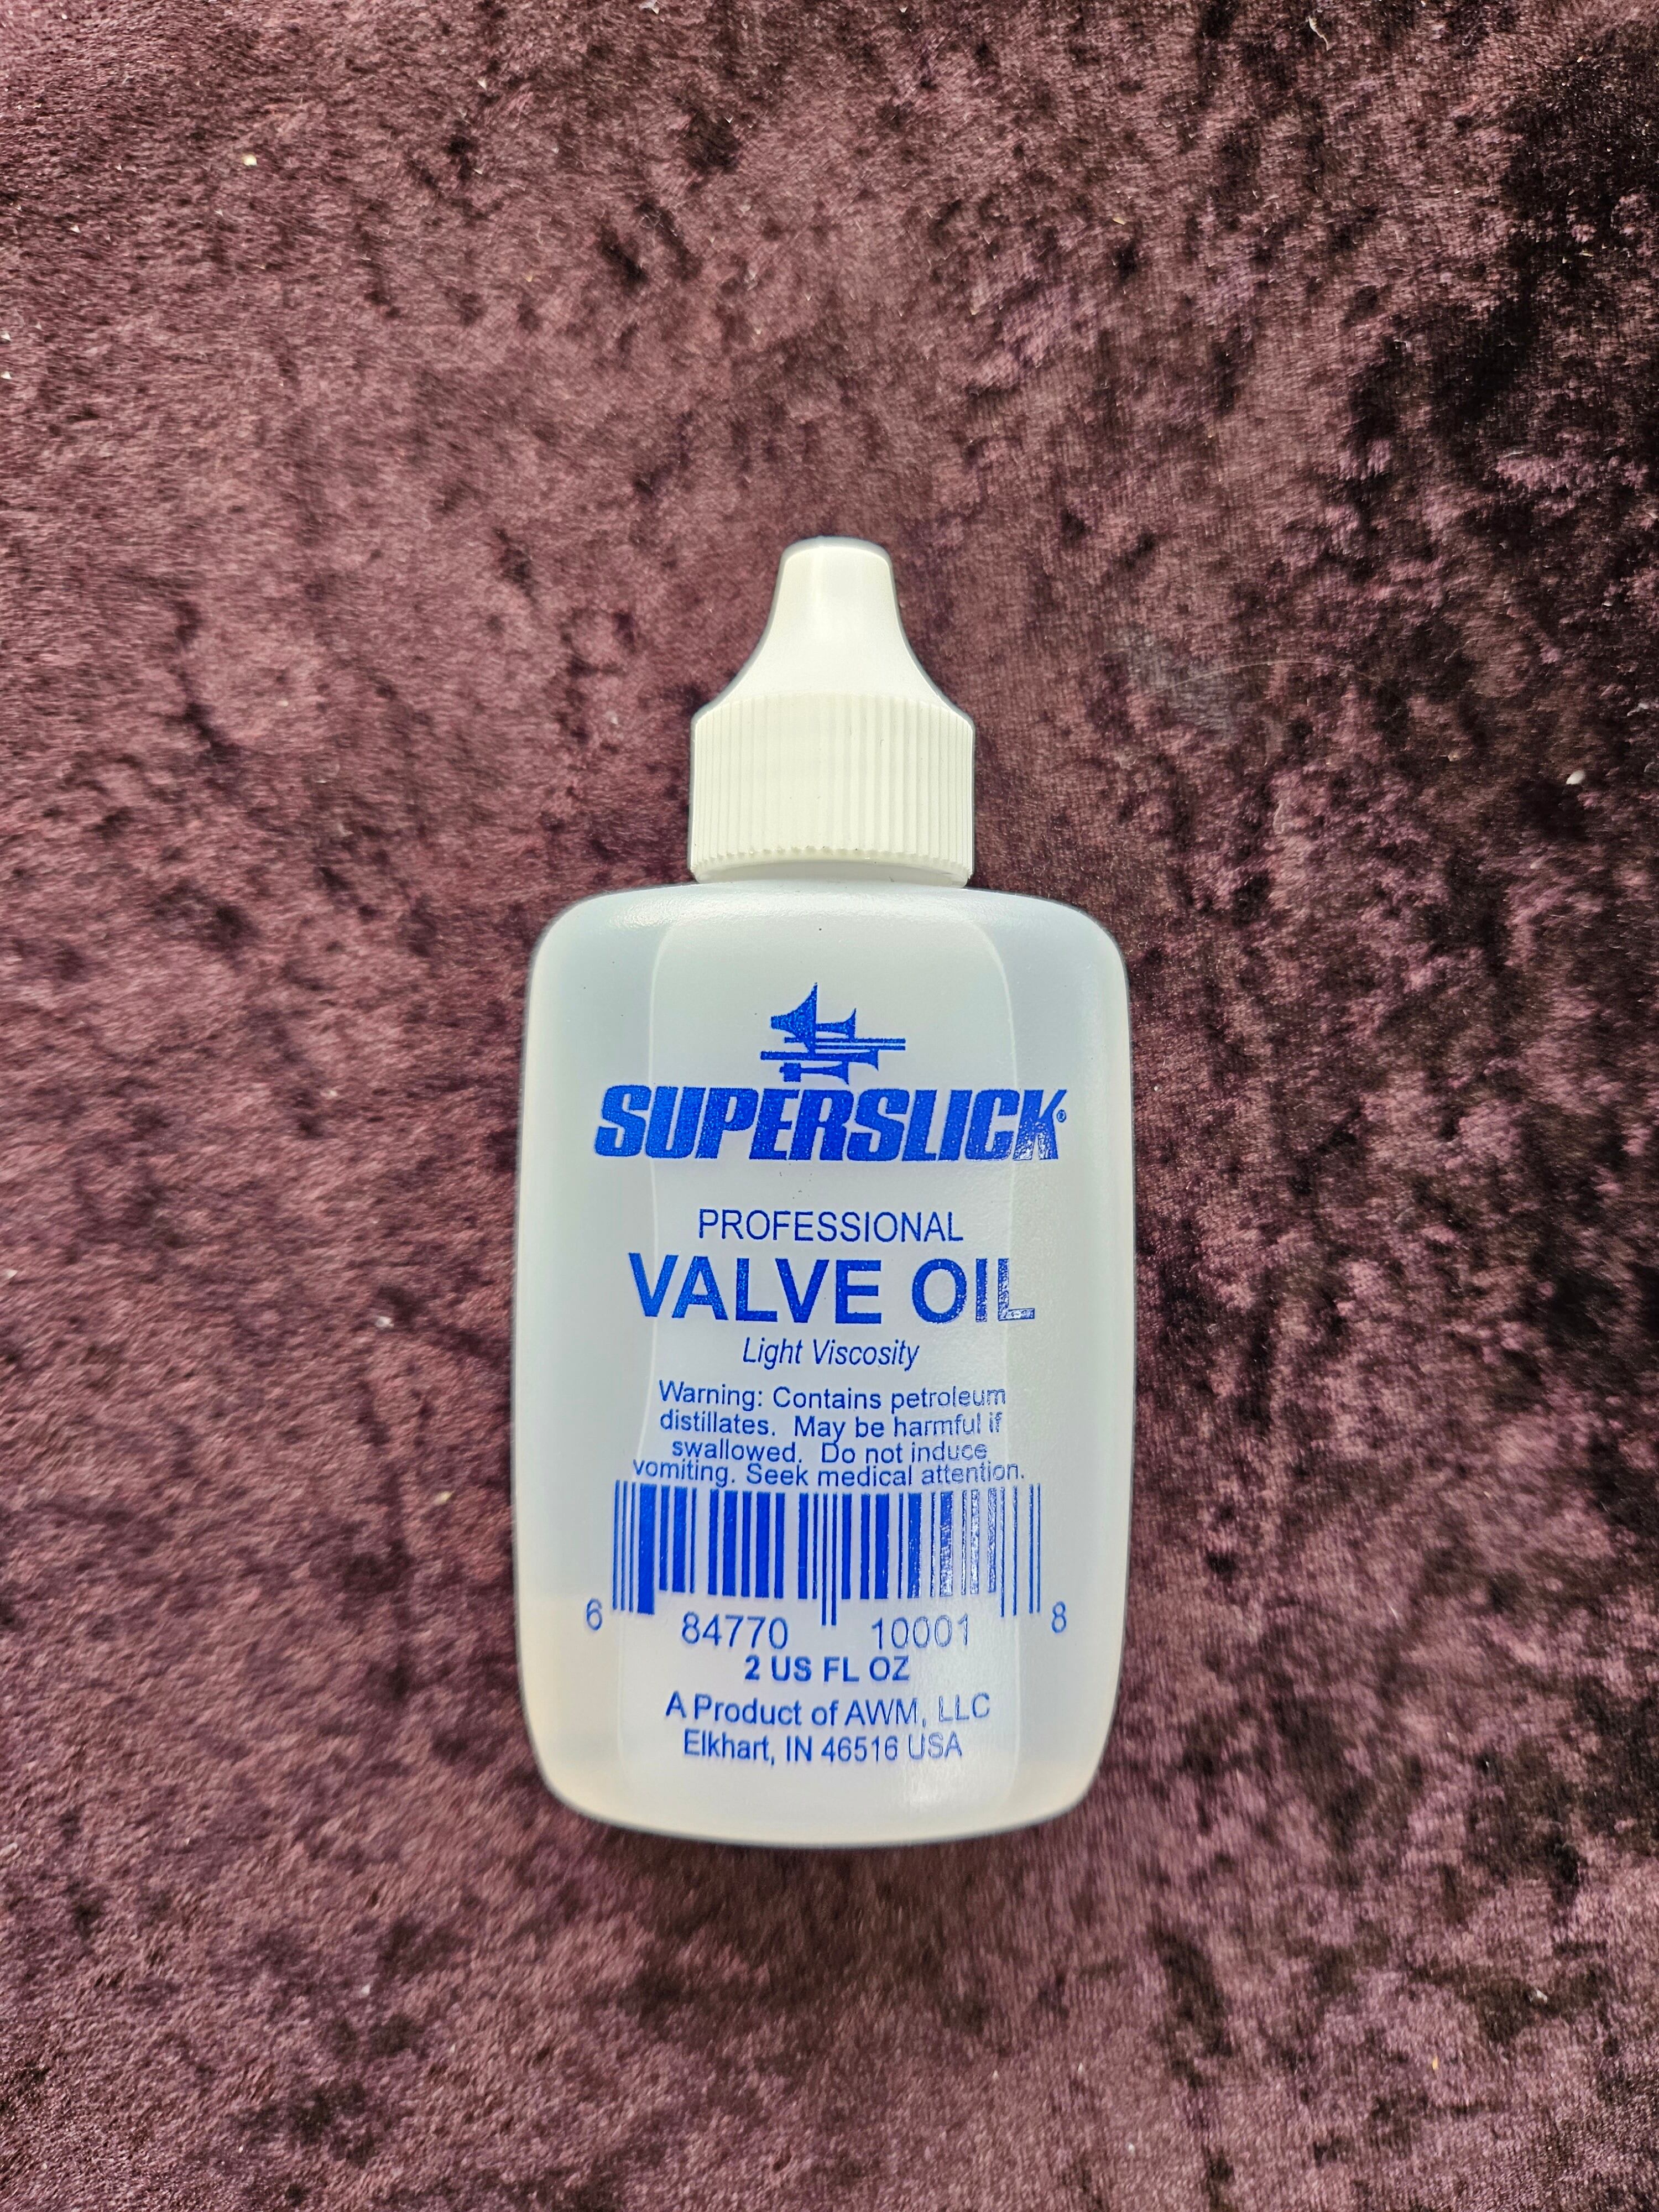 SUPERSLICK®
PROFESSIONAL
VALVE OIL
Light Viscosity
Warning: Contains petroleum
distillates. May be harmful if
swallowed. Do not induce
vomiting. Seek medical attention.
6 84770 10001 8
2 US FL OZ
A Product of AWM, LLC
Elkhart, IN 46516 USA